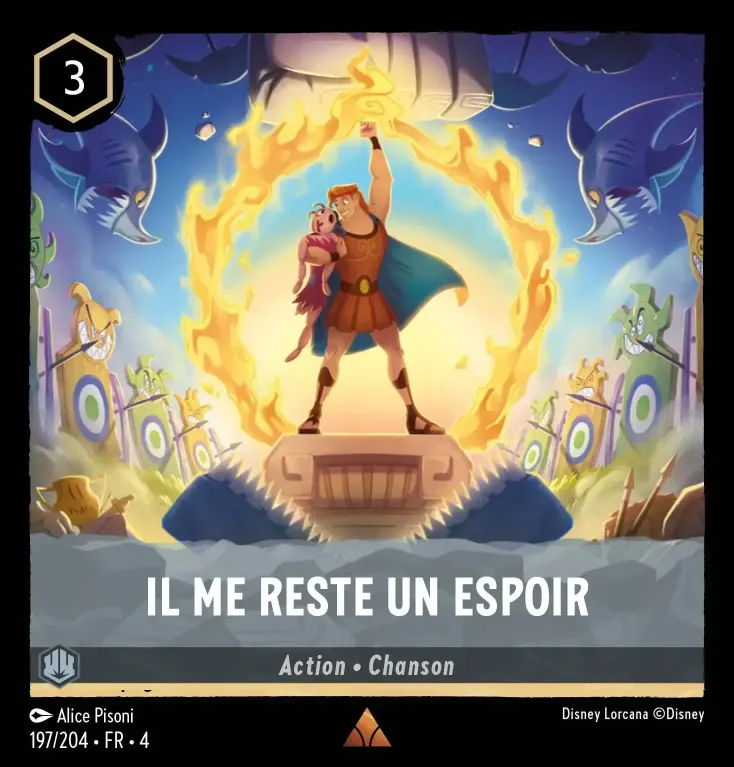 3
IL ME RESTE UN ESPOIR
Action • Chanson
Alice Pisoni
Disney Lorcana ©Disney
197/204 • FR • 4